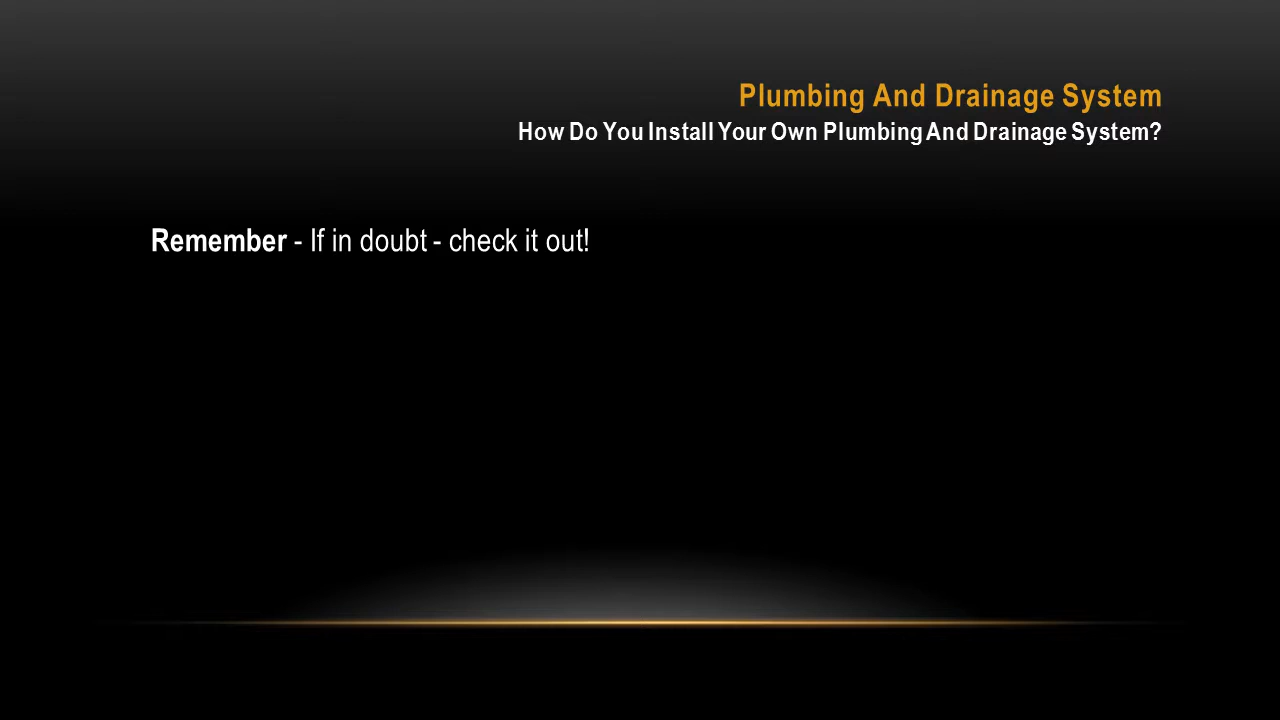 Plumbing And Drainage System
How Do You Install Your Own Plumbing And Drainage System?
Remember - If in doubt - check it out!